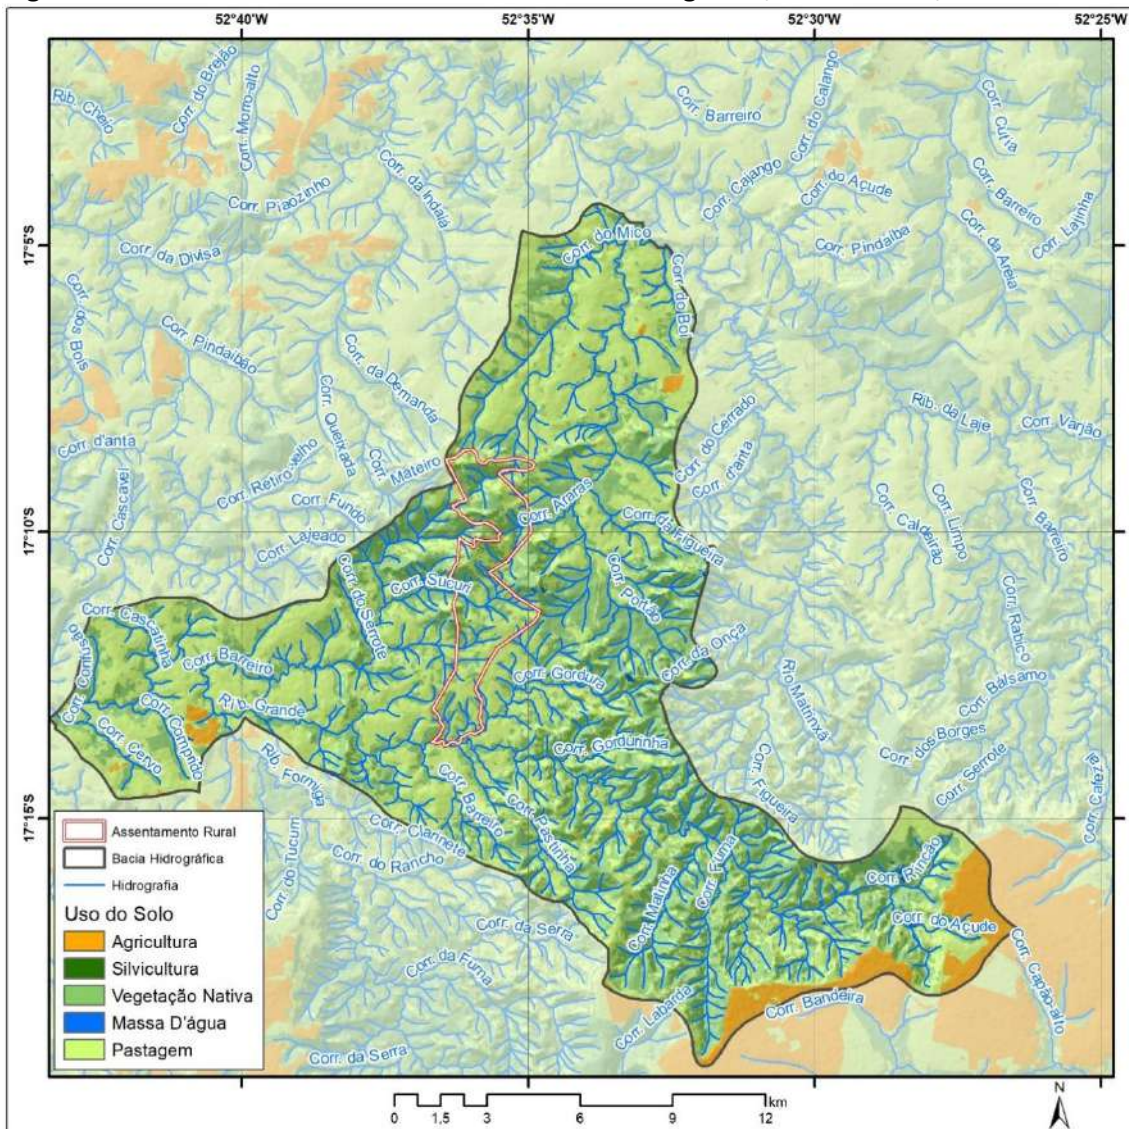 52°40'W
52°35'W
52°30'W
52°25'W
17°5'S
17°10'S
17°15'S
Rib. Cheio
Corr. do Brejão
Corr. Morro-alto
Corr. Piaozinho
Corr. da Divisa
Corr. da Indaiá
Corr. dos Bois
Corr. Pindaibão
Corr. da Demanda
Corr. Queixada
Corr. Mateiro
Corr. d'anta
Corr. Retiro-velho
Corr. Cascavel
Corr. Fundo
Corr. Lajeado
Corr. do Mico
Corr. do Boi
Corr. Barreiro
Corr. do Calango
Corr. Cajango
Corr. do Açude
Corr. Pindaíba
Corr. Barreiro
Corr. da Areia
Corr. Lajinha
Rib. da Laje
Corr. Varjão
Corr. do Cerrado
Corr. d'anta
Corr. Araras
Corr. da Figueira
Corr. Portão
Corr. Caldeirão
Corr. Limpo
Corr. Barreiro
Corr. Rabico
Corr. Sucuri
Corr. do Serrote
Corr. Cascatinha
Corr. Confusão
Corr. Barreiro
Rib. Grande
Corr. Comprido
Corr. Cervo
Corr. da Onça
Corr. Gordura
Corr. Gordurinha
Rio Matrinxã
Corr. Bálsamo
Corr. dos Borges
Corr. Serrote
Corr. Cafezal
Corr. Figueira
Rib. Formiga
Corr. do Tucum
Corr. Clarinete
Corr. do Rancho
Corr. Barreiro
Corr. Pastinha
Corr. Matinha
Corr. Furna
Corr. Rincão
Corr. do Açude
Corr. da Serra
Corr. da Furna
Corr. Labarda
Corr. Bandeira
Corr. Capão-alto
Corr. da Serra
Assentamento Rural
Bacia Hidrográfica
Hidrografia
Uso do Solo
Agricultura
Silvicultura
Vegetação Nativa
Massa D'água
Pastagem
0 1,5 3 6 9 12
km
N